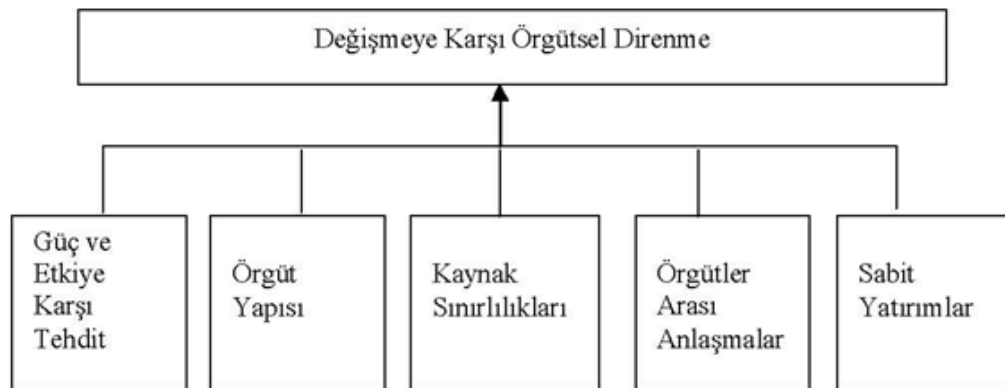 Değişmeye Karşı Örgütsel Direnme
Güç ve
Etkiye
Karşı
Tehdit
Örgüt
Yapısı
Kaynak
Sınırlılıkları
Örgütler
Arası
Anlaşmalar
Sabit
Yatırımlar